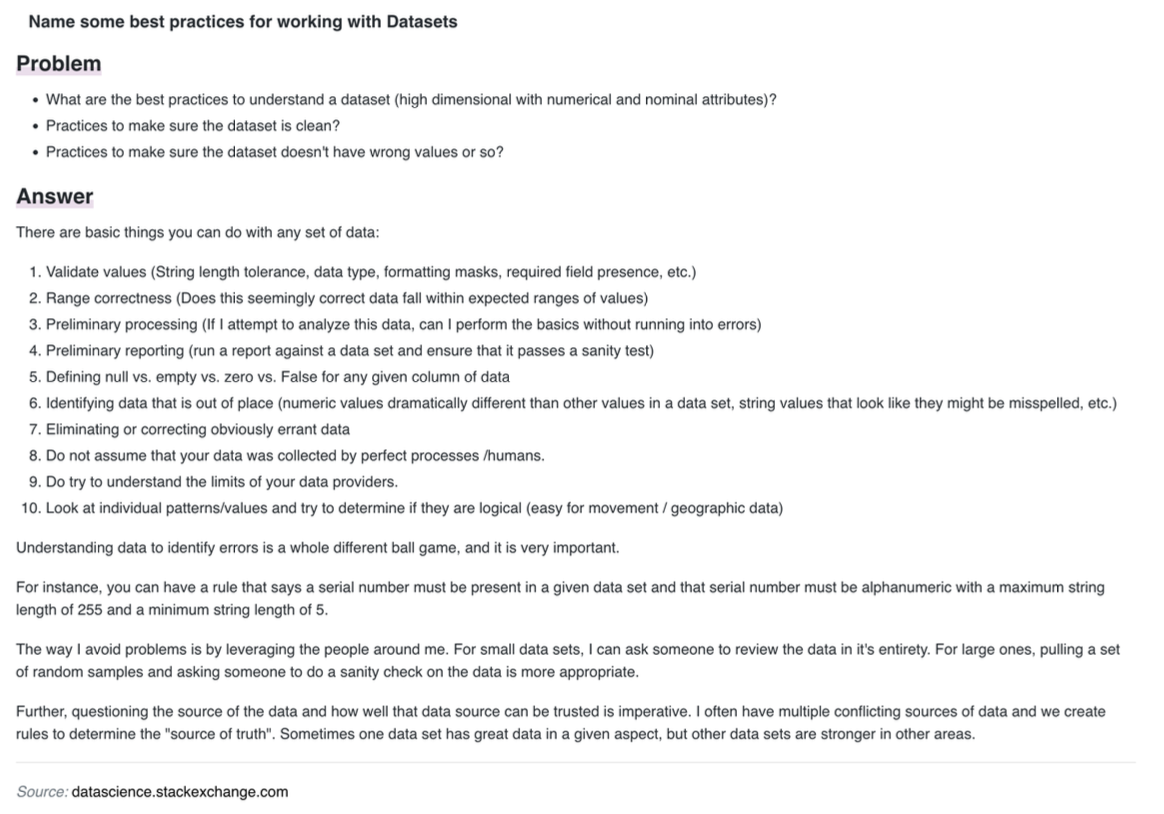 Name some best practices for working with Datasets
Problem
• What are the best practices to understand a dataset (high dimensional with numerical and nominal attributes)?
• Practices to make sure the dataset is clean?
• Practices to make sure the dataset doesn't have wrong values or so?
Answer
There are basic things you can do with any set of data:
1. Validate values (String length tolerance, data type, formatting masks, required field presence, etc.)
2. Range correctness (Does this seemingly correct data fall within expected ranges of values)
3. Preliminary processing (If I attempt to analyze this data, can I perform the basics without running into errors)
4. Preliminary reporting (run a report against a data set and ensure that it passes a sanity test)
5. Defining null vs. empty vs. zero vs. False for any given column of data
6. Identifying data that is out of place (numeric values dramatically different than other values in a data set, string values that look like they might be misspelled, etc.)
7. Eliminating or correcting obviously errant data
8. Do not assume that your data was collected by perfect processes /humans.
9. Do try to understand the limits of your data providers.
10. Look at individual patterns/values and try to determine if they are logical (easy for movement / geographic data)
Understanding data to identify errors is a whole different ball game, and it is very important.
For instance, you can have a rule that says a serial number must be present in a given data set and that serial number must be alphanumeric with a maximum string
length of 255 and a minimum string length of 5.
The way I avoid problems is by leveraging the people around me. For small data sets, I can ask someone to review the data in it's entirety. For large ones, pulling a set
of random samples and asking someone to do a sanity check on the data is more appropriate.
Further, questioning the source of the data and how well that data source can be trusted is imperative. I often have multiple conflicting sources of data and we create
rules to determine the "source of truth". Sometimes one data set has great data in a given aspect, but other data sets are stronger in other areas.
Source: datascience.stackexchange.com